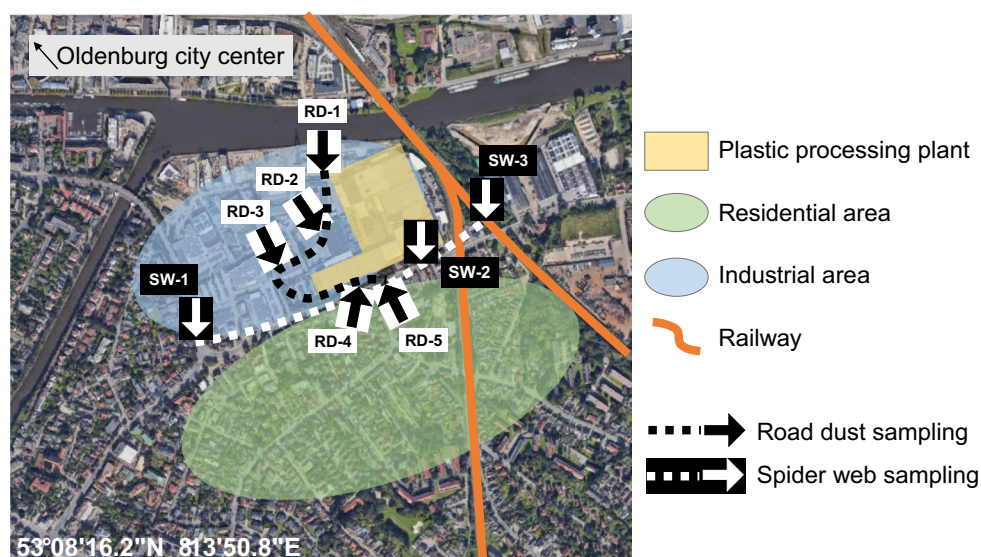 Oldenburg city center
RD-1
RD-2
RD-3
SW-3
SW-1
SW-2
RD-4
RD-5
53°08'16.2"N 8°13'50.8"E
Plastic processing plant
Residential area
Industrial area
Railway
Road dust sampling
Spider web sampling